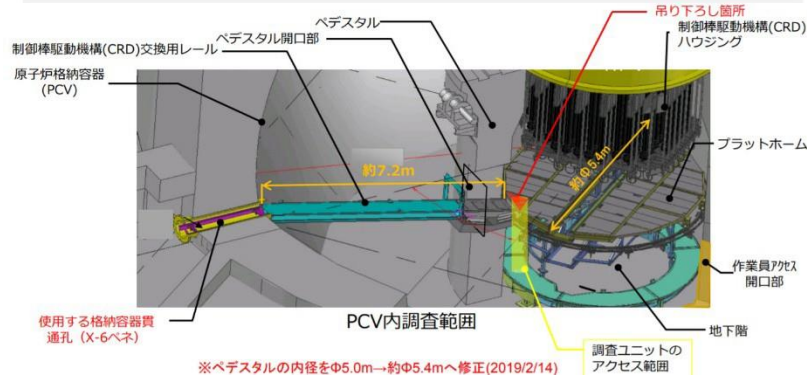 ペデスタル
吊り下ろし箇所
制御棒駆動機構(CRD)交換用レール
ペデスタル開口部
制御棒駆動機構(CRD)
ハウジング
原子炉格納容器
(PCV)
プラットホーム
約7.2m
約Φ5.4m
作業員アクセス
開口部
使用する格納容器貫
通孔（X-6ペネ）
PCV内調査範囲
地下階
調査ユニットの
アクセス範囲
※ペデスタルの内径をΦ5.0m→約Φ5.4mへ修正(2019/2/14)